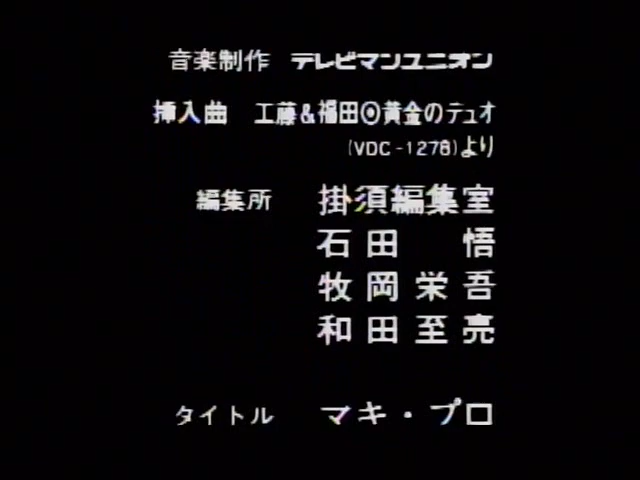 音楽制作 テレビマンユニオン
挿入曲 工藤&福田◎黄金のデュオ
(VDC-1278)より
編集所 掛須編集室
石田 悟
牧岡栄吾
和田至亮
タイトル マキ・プロ